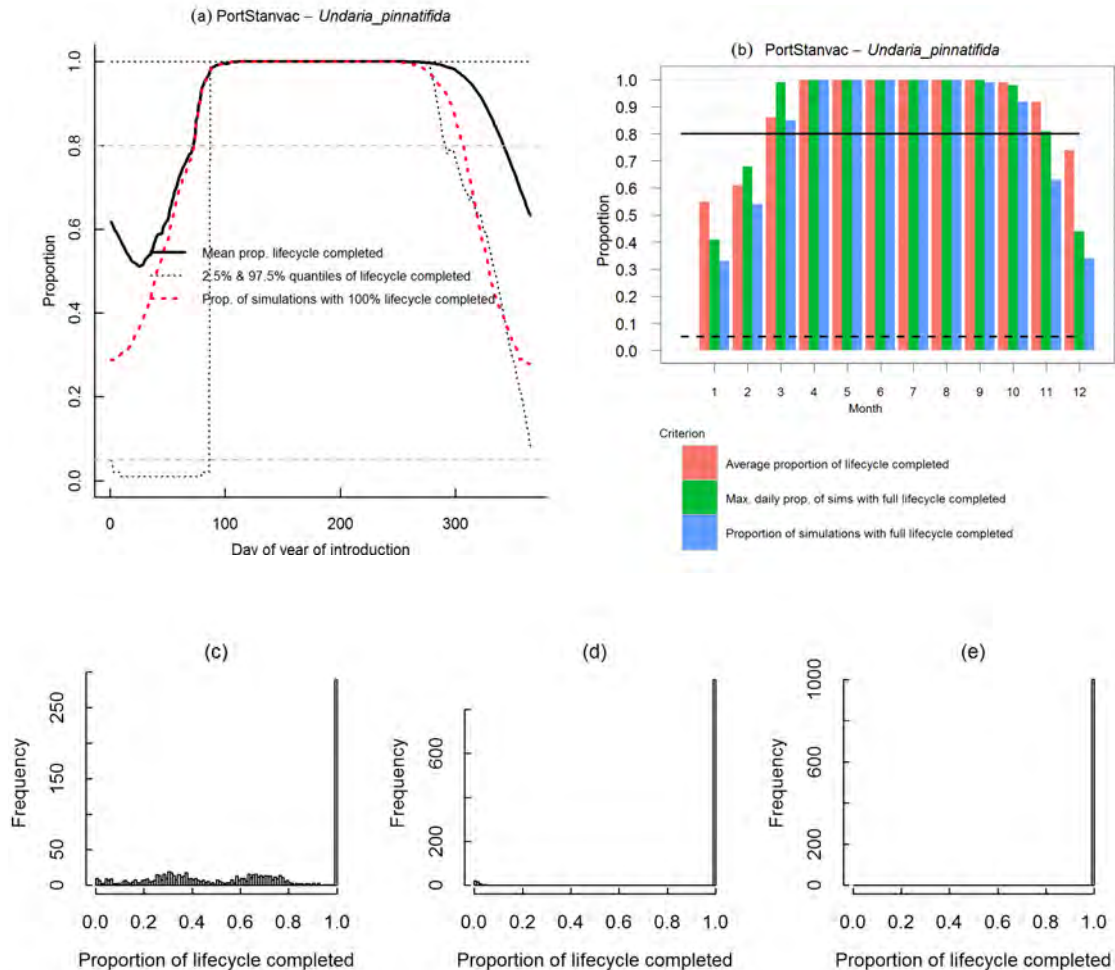 (a) PortStanvac – Undaria_pinnatifida
Proportion
1.0
0.8
0.6
0.4
0.2
0.0
Mean prop. lifecycle completed
2.5% & 97.5% quantiles of lifecycle completed
Prop. of simulations with 100% lifecycle completed
0 100 200 300
Day of year of introduction
(b) PortStanvac – Undaria_pinnatifida
Proportion
1.0
0.9
0.8
0.7
0.6
0.5
0.4
0.3
0.2
0.1
0.0
1 2 3 4 5 6 7 8 9 10 11 12
Month
Criterion
Average proportion of lifecycle completed
Max. daily prop. of sims with full lifecycle completed
Proportion of simulations with full lifecycle completed
(c)
Frequency
250
150
50
0
0.0 0.2 0.4 0.6 0.8 1.0
Proportion of lifecycle completed
(d)
Frequency
600
200
0
0.0 0.2 0.4 0.6 0.8 1.0
Proportion of lifecycle completed
(e)
Frequency
1000
600
200
0
0.0 0.2 0.4 0.6 0.8 1.0
Proportion of lifecycle completed